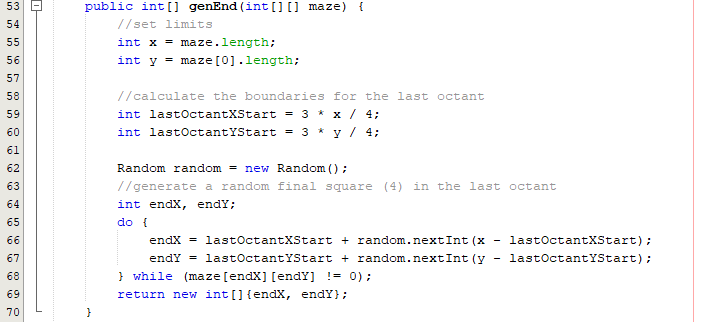 53 public int[] genEnd(int[][] maze) {
54 //set limits
55 int x = maze.length;
56 int y = maze[0].length;
57
58 //calculate the boundaries for the last octant
59 int lastOctantXStart = 3 * x / 4;
60 int lastOctantYStart = 3 * y / 4;
61
62 Random random = new Random();
63 //generate a random final square (4) in the last octant
64 int endX, endY;
65 do {
66 endX = lastOctantXStart + random.nextInt(x - lastOctantXStart);
67 endY = lastOctantYStart + random.nextInt(y - lastOctantYStart);
68 } while (maze[endX][endY] != 0);
69 return new int[]{endX, endY};
70 }